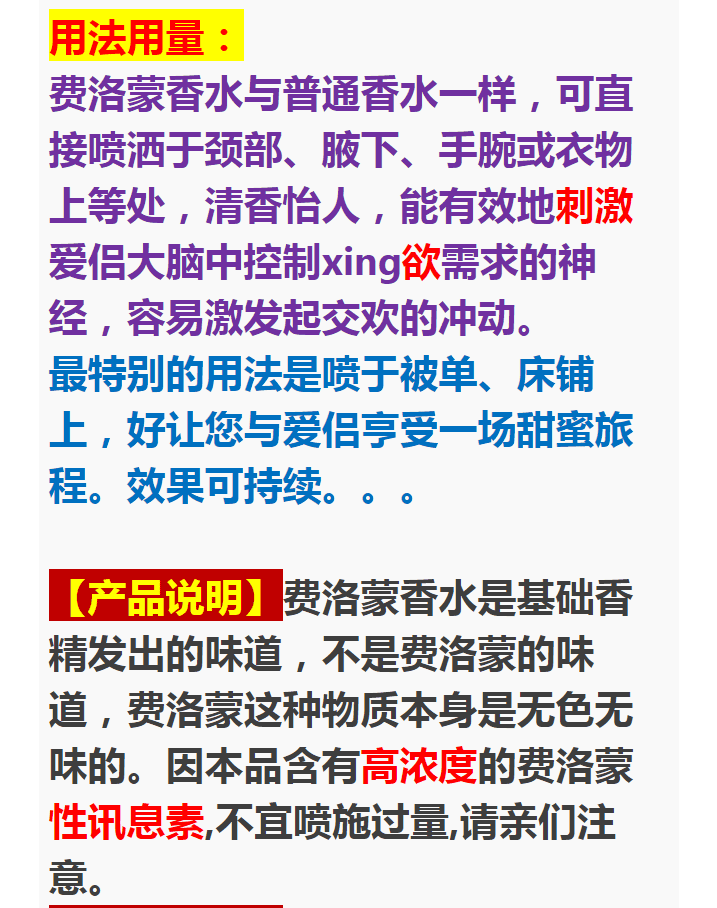 用法用量：
费洛蒙香水与普通香水一样，可直
接喷洒于颈部、腋下、手腕或衣物
上等处，清香怡人，能有效地刺激
爱侣大脑中控制xing欲需求的神
经，容易激发起交欢的冲动。
最特别的用法是喷于被单、床铺
上，好让您与爱侣享受一场甜蜜旅
程。效果可持续。。。
【产品说明】费洛蒙香水是基础香
精发出的味道，不是费洛蒙的味
道，费洛蒙这种物质本身是无色无
味的。因本品含有高浓度的费洛蒙
性讯息素,不宜喷施过量,请亲们注
意。